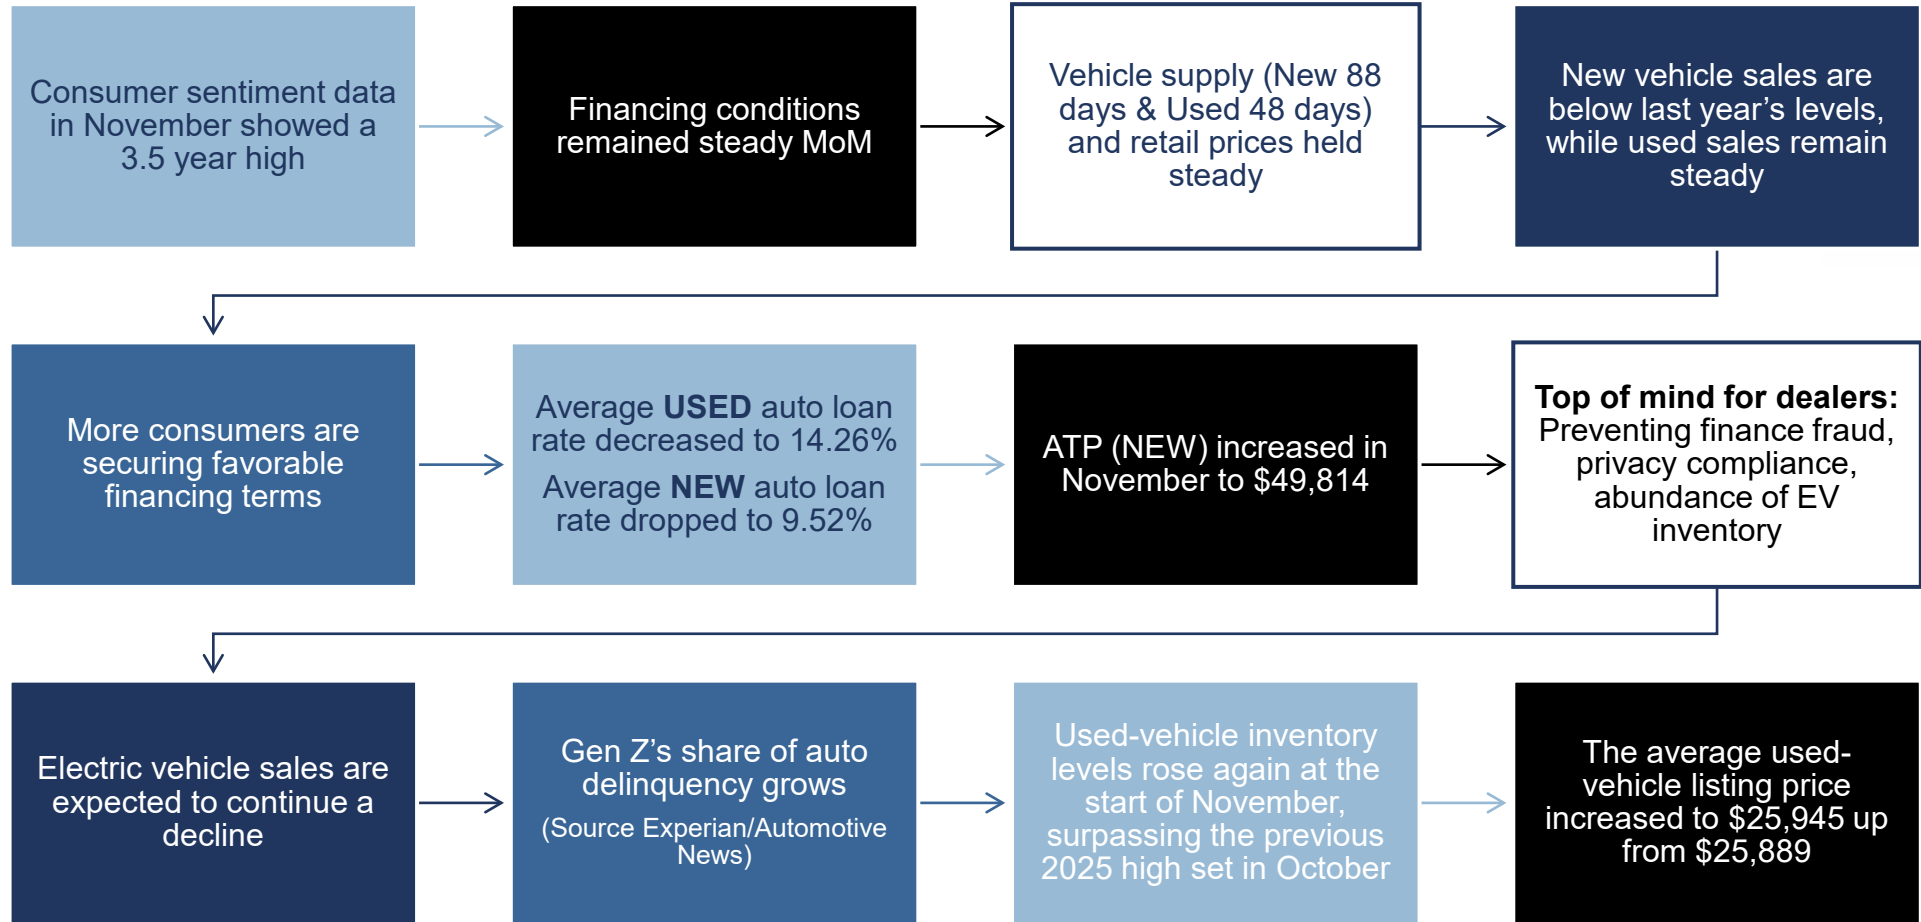 Consumer sentiment data
in November showed a
3.5 year high
Financing conditions
remained steady MoM
Vehicle supply (New 88
days & Used 48 days)
and retail prices held
steady
New vehicle sales are
below last year’s levels,
while used sales remain
steady
More consumers are
securing favorable
financing terms
Average USED auto loan
rate decreased to 14.26%
Average NEW auto loan
rate dropped to 9.52%
ATP (NEW) increased in
November to $49,814
Top of mind for dealers:
Preventing finance fraud,
privacy compliance,
abundance of EV
inventory
Electric vehicle sales are
expected to continue a
decline
Gen Z’s share of auto
delinquency grows
(Source Experian/Automotive
News)
Used-vehicle inventory
levels rose again at the
start of November,
surpassing the previous
2025 high set in October
The average used-
vehicle listing price
increased to $25,945 up
from $25,889